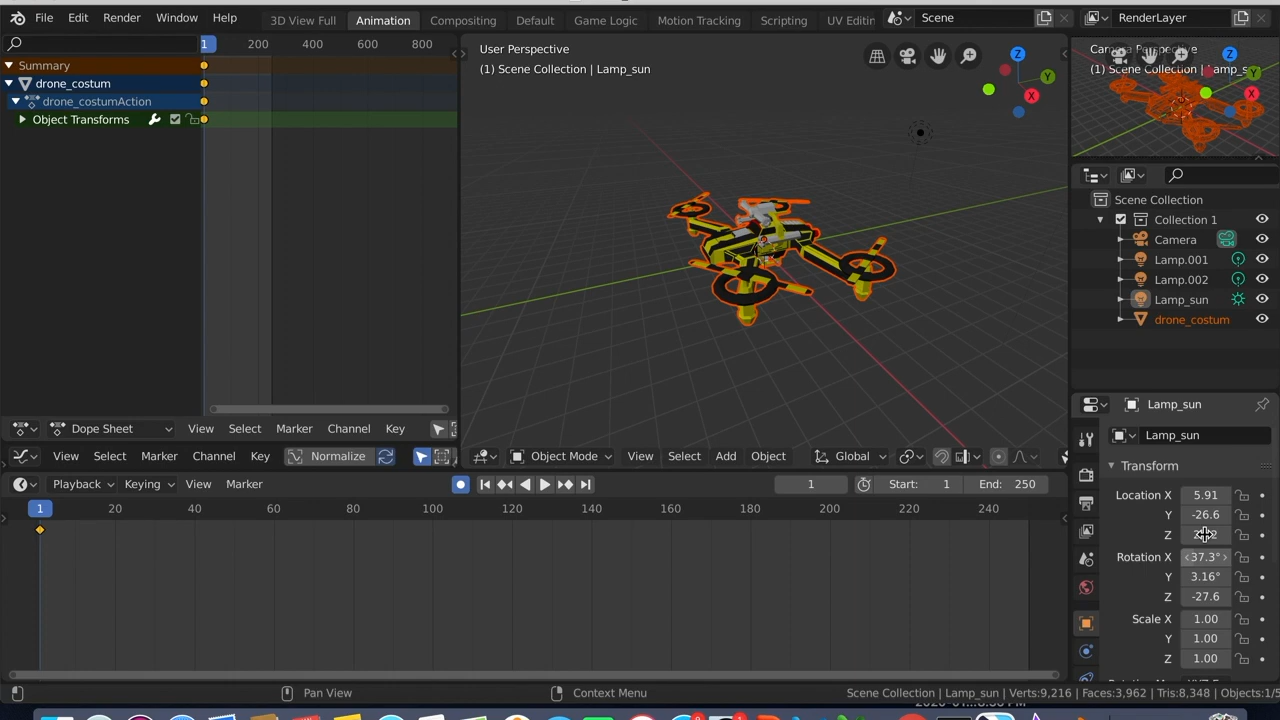 File Edit Render Window Help 3D View Full Animation Compositing Default Game Logic Motion Tracking Scripting UV Editin Scene RenderLayer
1 200 400 600 800
Summary
drone_costum
drone_costumAction
Object Transforms
User Perspective
(1) Scene Collection | Lamp_sun
Z
Y
X
Camera Perspective
(1) Scene Collection | Lamp_s
Z
Y
X
Scene Collection
Collection 1
Camera
Lamp.001
Lamp.002
Lamp_sun
drone_costum
Dope Sheet View Select Marker Channel Key
View Select Marker Channel Key Normalize
Object Mode View Select Add Object Global
Playback Keying View Marker 1 Start: 1 End: 250
1 20 40 60 80 100 120 140 160 180 200 220 240
Lamp_sun
Lamp_sun
Transform
Location X 5.91
Y -26.6
Z
Rotation X 37.3°
Y 3.16°
Z -27.6
Scale X 1.00
Y 1.00
Z 1.00
Pan View Context Menu Scene Collection | Lamp_sun | Verts:9,216 | Faces:3,962 | Tris:8,348 | Objects:1/5